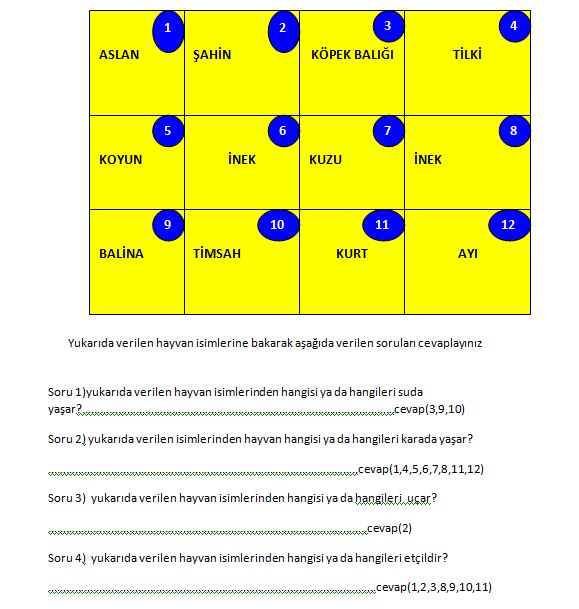 1 2 3 4
ASLAN ŞAHİN KÖPEK BALIĞI TİLKİ
5 6 7 8
KOYUN İNEK KUZU İNEK
9 10 11 12
BALİNA TİMSAH KURT AYI
Yukarıda verilen hayvan isimlerine bakarak aşağıda verilen soruları cevaplayınız
Soru 1)yukarıda verilen hayvan isimlerinden hangisi ya da hangileri suda
yaşar?......................................................................................cevap(3,9,10)
Soru 2) yukarıda verilen isimlerinden hayvan hangisi ya da hangileri karada yaşar?
......................................................................................cevap(1,4,5,6,7,8,11,12)
Soru 3) yukarıda verilen hayvan isimlerinden hangisi ya da hangileri uçar?
......................................................................................cevap(2)
Soru 4) yukarıda verilen hayvan isimlerinden hangisi ya da hangileri etçildir?
......................................................................................cevap(1,2,3,8,9,10,11)